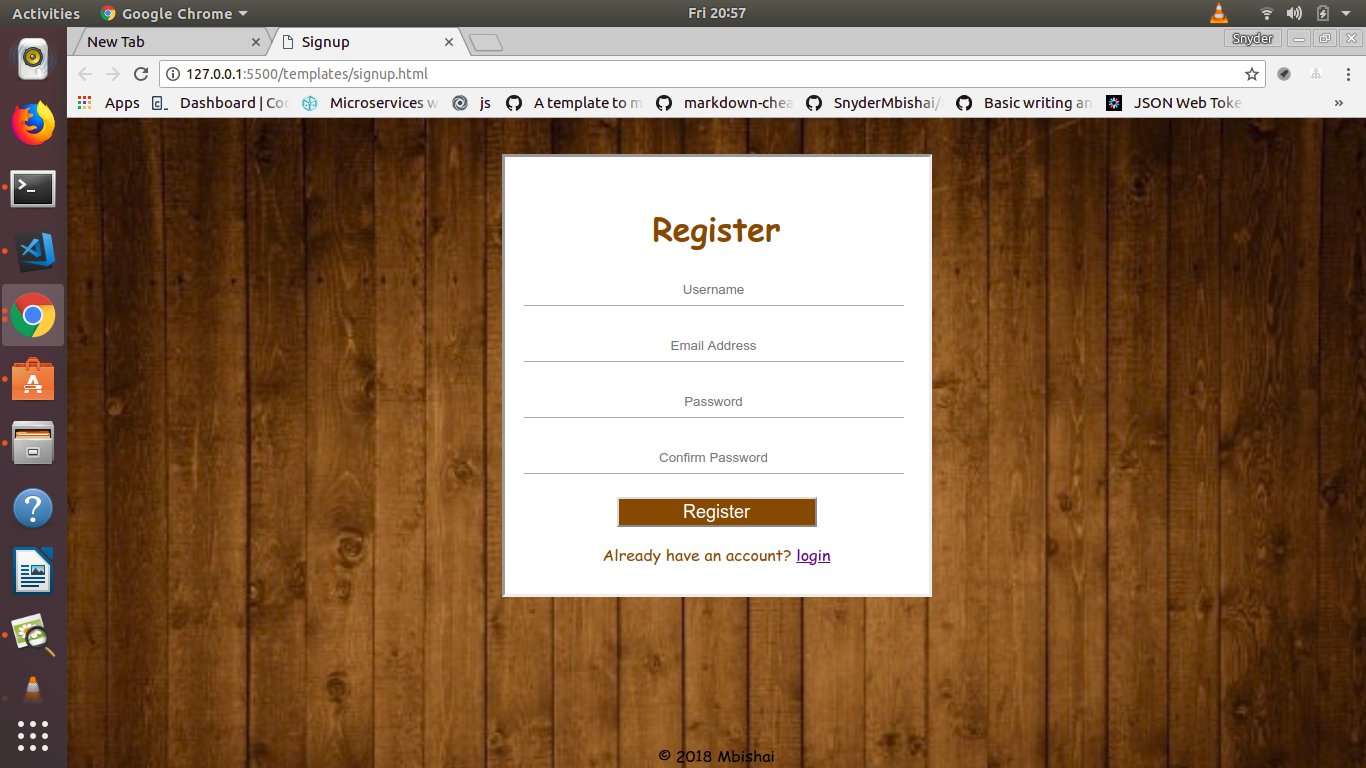 Activities Google Chrome Fri 20:57
New Tab Signup Snyder
127.0.0.1:5500/templates/signup.html
Apps Dashboard | Microservices js A template to markdown-chea SnyderMbishai/ Basic writing an JSON Web Toke »
Register
Username
Email Address
Password
Confirm Password
Register
Already have an account? login
© 2018 Mbishai